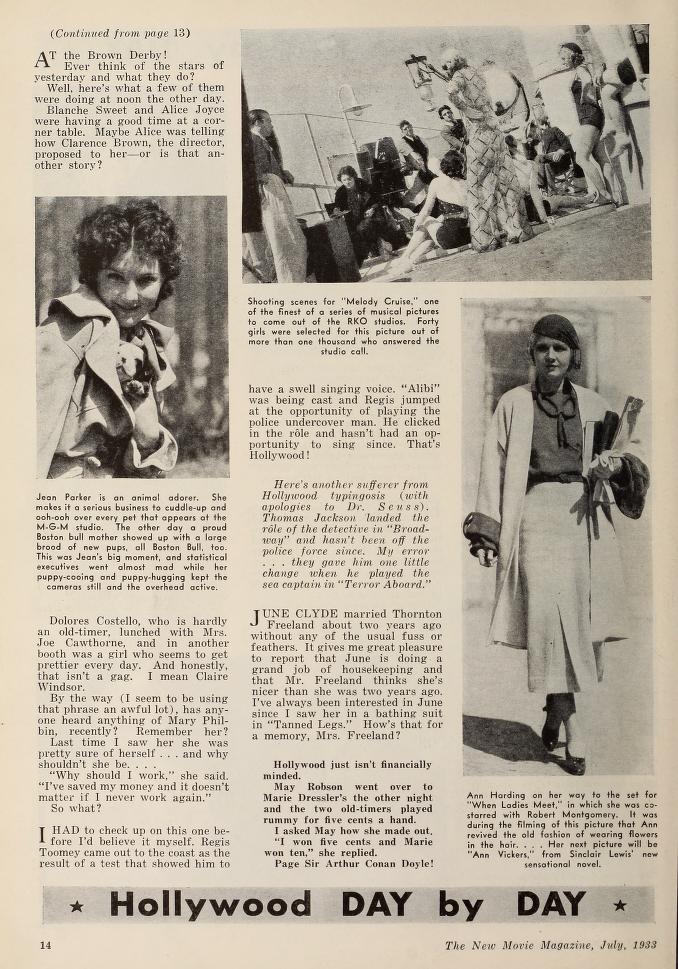 (Continued from page 13)
AT the Brown Derby!
Ever think of the stars of
yesterday and what they do?
Well, here's what a few of them
were doing at noon the other day.
Blanche Sweet and Alice Joyce
were having a good time at a cor-
ner table. Maybe Alice was telling
how Clarence Brown, the director,
proposed to her—or is that an-
other story?
Jean Parker is an animal adorer. She
makes it a serious business to cuddle-up and
ooh-ooh over every pet that appears at the
M-G-M studio. The other day a proud
Boston bull mother showed up with a large
brood of new pups, all Boston Bull, too.
This was Jean's big moment, and statistical
executives went almost mad while her
puppy-cooing and puppy-hugging kept the
cameras still and the overhead active.
Dolores Costello, who is hardly
an old-timer, lunched with Mrs.
Joe Cawthorne, and in another
booth was a girl who seems to get
prettier every day. And honestly,
that isn't a gag. I mean Claire
Windsor.
By the way (I seem to be using
that phrase an awful lot), has any-
one heard anything of Mary Phil-
bin, recently? Remember her?
Last time I saw her she was
pretty sure of herself . . . and why
shouldn't she be. . . .
"Why should I work," she said.
"I've saved my money and it doesn't
matter if I never work again."
So what?
I HAD to check up on this one be-
fore I'd believe it myself. Regis
Toomey came out to the coast as the
result of a test that showed him to
Shooting scenes for "Melody Cruise," one
of the finest of a series of musical pictures
to come out of the RKO studios. Forty
girls were selected for this picture out of
more than one thousand who answered the
studio call.
have a swell singing voice. "Alibi"
was being cast and Regis jumped
at the opportunity of playing the
police undercover man. He clicked
in the rôle and hasn't had an op-
portunity to sing since. That's
Hollywood!
Here's another sufferer from
Hollywood typingosis (with
apologies to Dr. Seuss).
Thomas Jackson landed the
rôle of the detective in "Broad-
way" and hasn't been off the
police force since. My error
. . . they gave him one little
change when he played the
sea captain in "Terror Aboard."
JUNE CLYDE married Thornton
Freeland about two years ago
without any of the usual fuss or
feathers. It gives me great pleasure
to report that June is doing a
grand job of housekeeping and
that Mr. Freeland thinks she's
nicer than she was two years ago.
I've always been interested in June
since I saw her in a bathing suit
in "Tanned Legs." How's that for
a memory, Mrs. Freeland?
Hollywood just isn't financially
minded.
May Robson went over to
Marie Dressler's the other night
and the two old-timers played
rummy for five cents a hand.
I asked May how she made out.
"I won five cents and Marie
won ten," she replied.
Page Sir Arthur Conan Doyle!
Ann Harding on her way to the set for
"When Ladies Meet," in which she was co-
starred with Robert Montgomery. It was
during the filming of this picture that Ann
revived the old fashion of wearing flowers
in the hair. . . . Her next picture will be
"Ann Vickers," from Sinclair Lewis' new
sensational novel.
★ Hollywood DAY by DAY ★
14
The New Movie Magazine, July, 1933